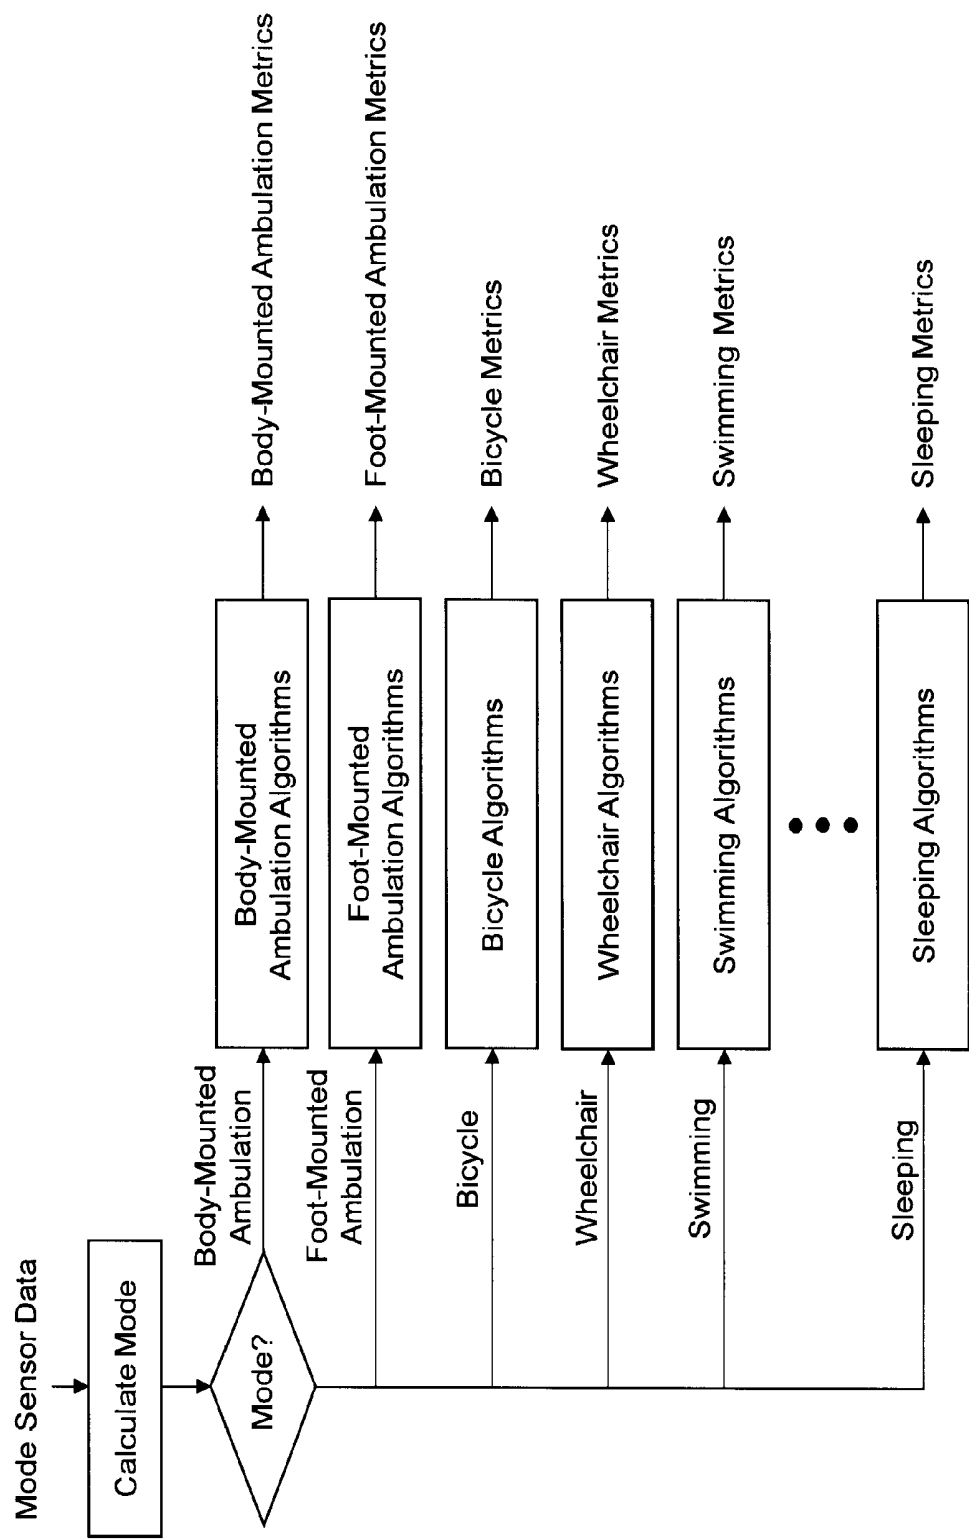 Mode Sensor Data
Calculate Mode
Mode?
Body-Mounted
Ambulation
Body-Mounted
Ambulation Algorithms
Body-Mounted Ambulation Metrics
Foot-Mounted
Ambulation
Foot-Mounted
Ambulation Algorithms
Foot-Mounted Ambulation Metrics
Bicycle
Bicycle Algorithms
Bicycle Metrics
Wheelchair
Wheelchair Algorithms
Wheelchair Metrics
Swimming
Swimming Algorithms
Swimming Metrics
Sleeping
Sleeping Algorithms
Sleeping Metrics